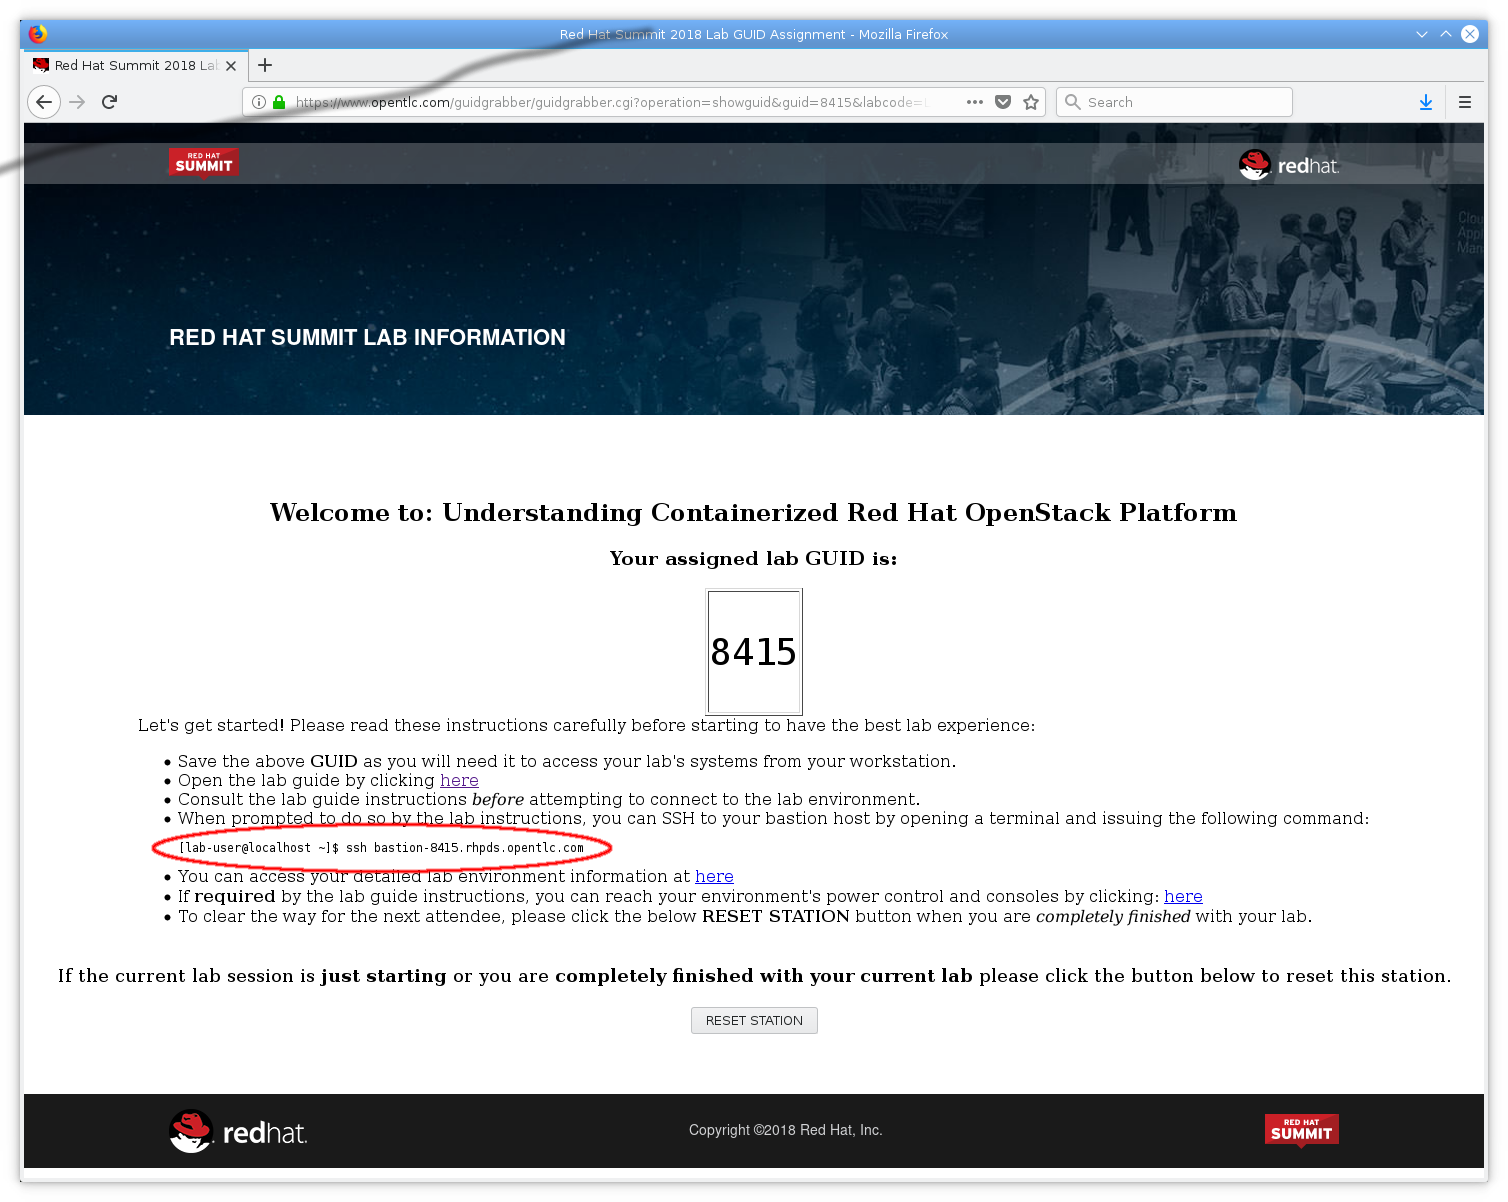 Red Hat Summit 2018 Lab GUID Assignment - Mozilla Firefox
Red Hat Summit 2018 Lab
https://www.opentlc.com/guidgrabber/guidgrabber.cgi?operation=showguid&guid=8415&labcode=
Search
RED HAT
SUMMIT
redhat.
Cloud
RED HAT SUMMIT LAB INFORMATION
Welcome to: Understanding Containerized Red Hat OpenStack Platform
Your assigned lab GUID is:
8415
Let's get started! Please read these instructions carefully before starting to have the best lab experience:
• Save the above GUID as you will need it to access your lab's systems from your workstation.
• Open the lab guide by clicking here
• Consult the lab guide instructions before attempting to connect to the lab environment.
• When prompted to do so by the lab instructions, you can SSH to your bastion host by opening a terminal and issuing the following command:
[lab-user@localhost ~]$ ssh bastion-8415.rhpds.opentlc.com
• You can access your detailed lab environment information at here
• If required by the lab guide instructions, you can reach your environment's power control and consoles by clicking: here
• To clear the way for the next attendee, please click the below RESET STATION button when you are completely finished with your lab.
If the current lab session is just starting or you are completely finished with your current lab please click the button below to reset this station.
RESET STATION
redhat.
Copyright ©2018 Red Hat, Inc.
RED HAT
SUMMIT